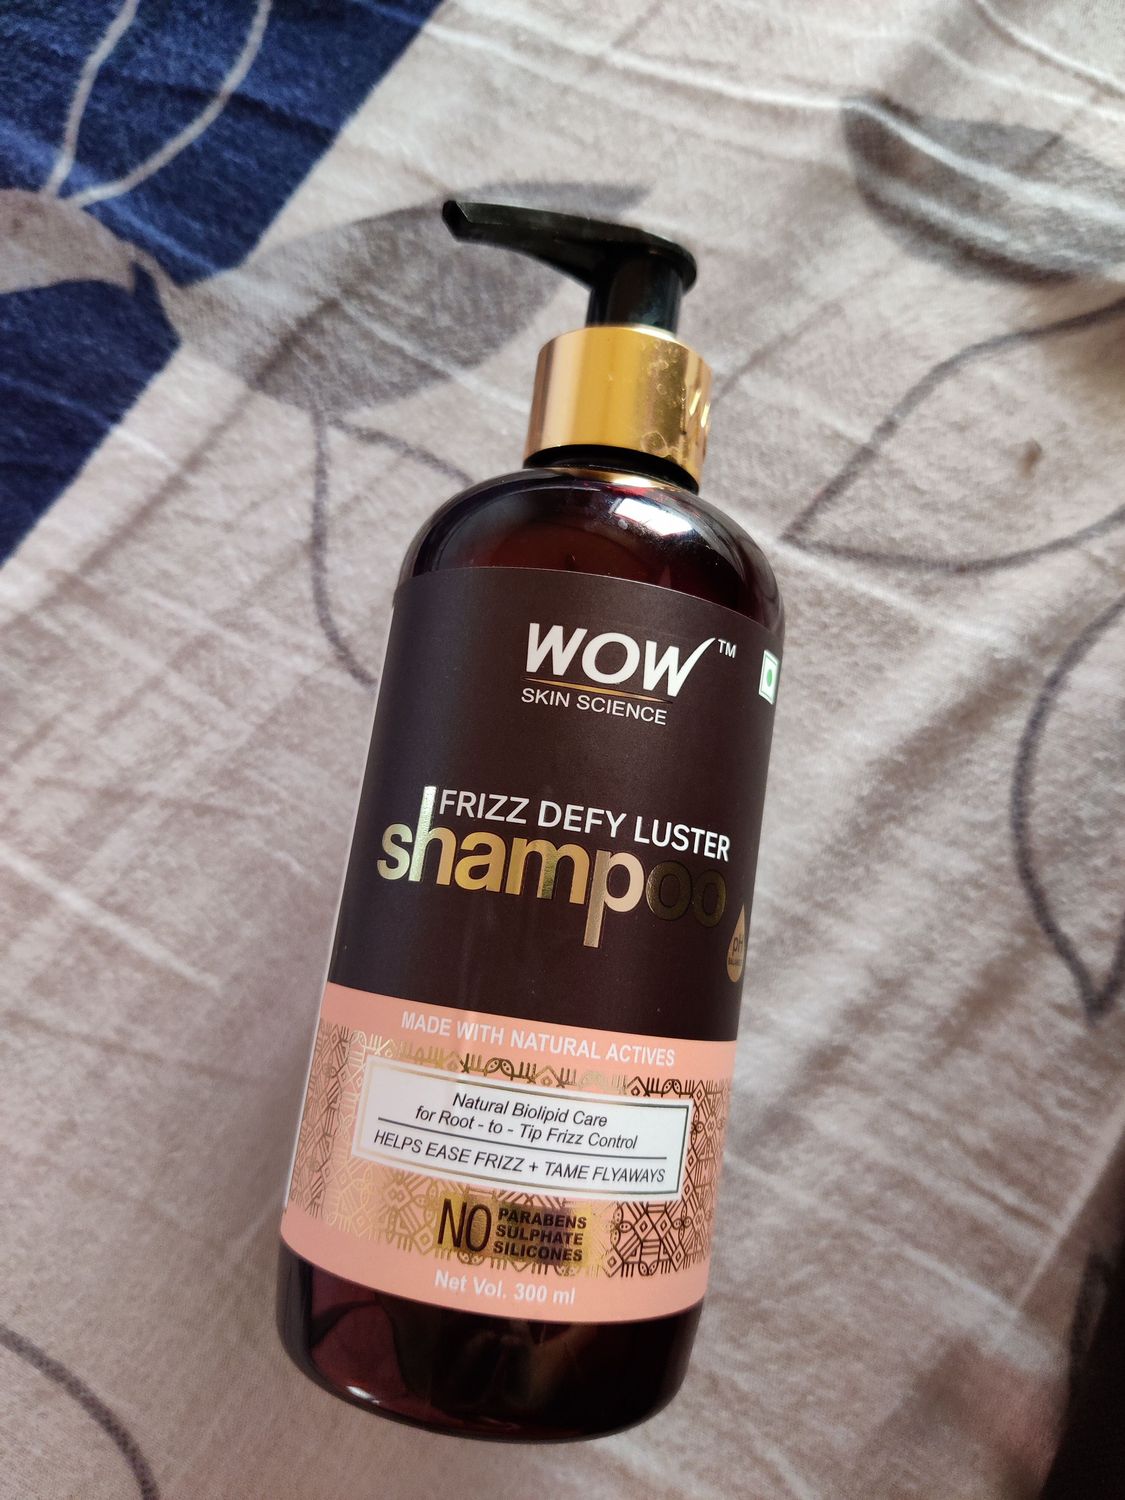 WOW™
SKIN SCIENCE
FRIZZ DEFY LUSTER
shampoo
pH
MADE WITH NATURAL ACTIVES
Natural Biolipid Care
for Root - to - Tip Frizz Control
HELPS EASE FRIZZ + TAME FLYAWAYS
NO PARABENS
SULPHATE
SILICONES
Net Vol. 300 ml